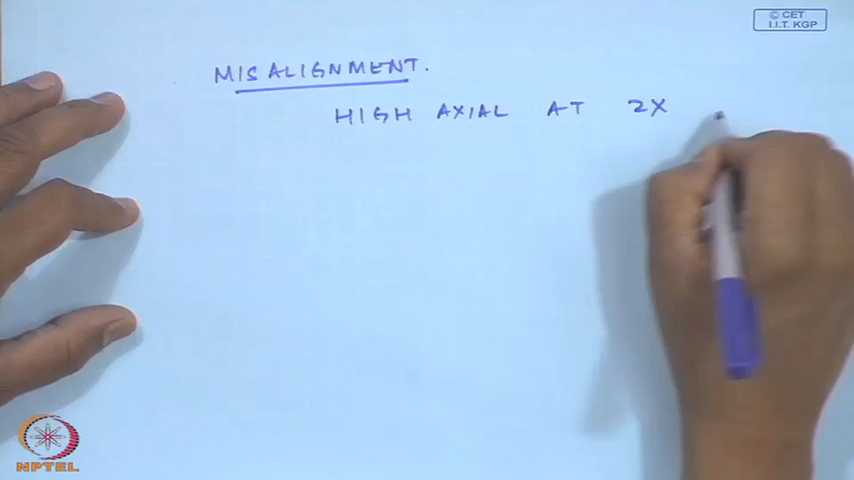 © CET
I.I.T. KGP
MISALIGNMENT.
HIGH AXIAL AT 2X
NPTEL